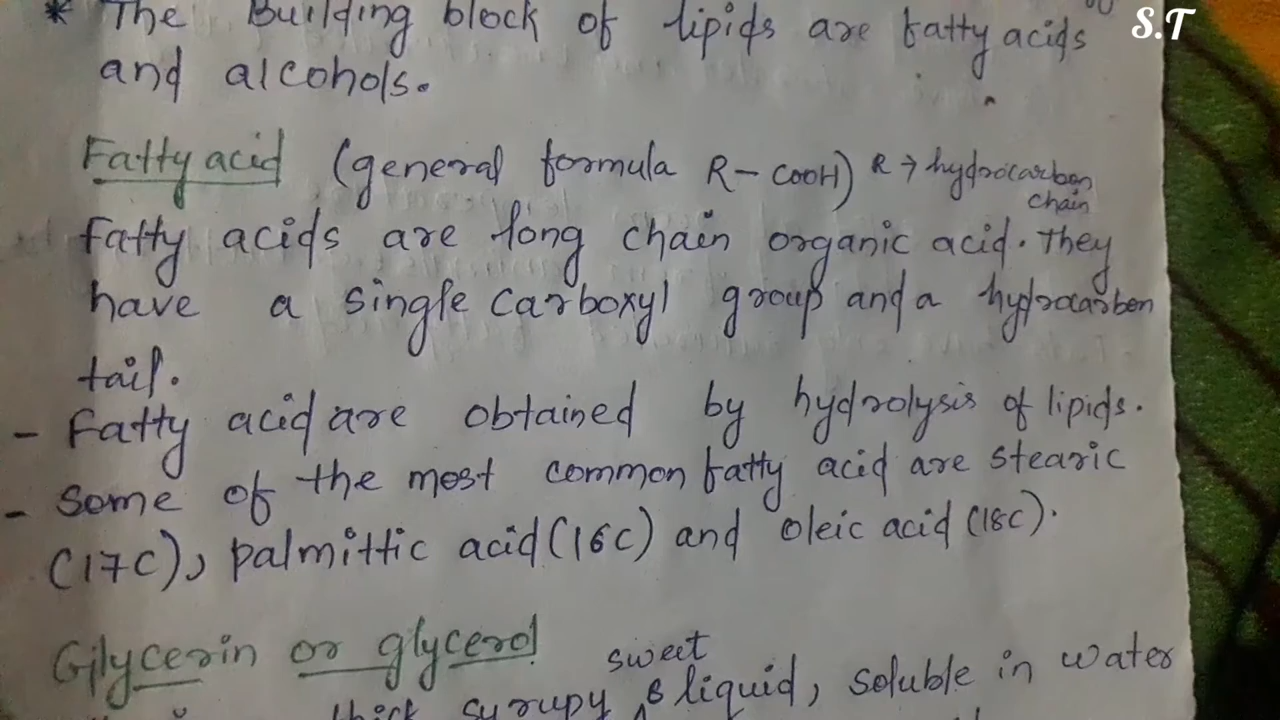 * The Building block of lipids are fatty acids
S.T
and alcohols.
Fatty acid (general formula R-COOH) R → hydrocarbon
chain
Fatty acids are long chain organic acid. They
have a single carboxyl group and a hydrocarbon
tail.
- Fatty acid are obtained by hydrolysis of lipids.
- Some of the most common fatty acid are stearic
(17C), palmittic acid (16C) and oleic acid (18C).
Glycerin or glycerol
sweet
thick syrupy liquid, soluble in water